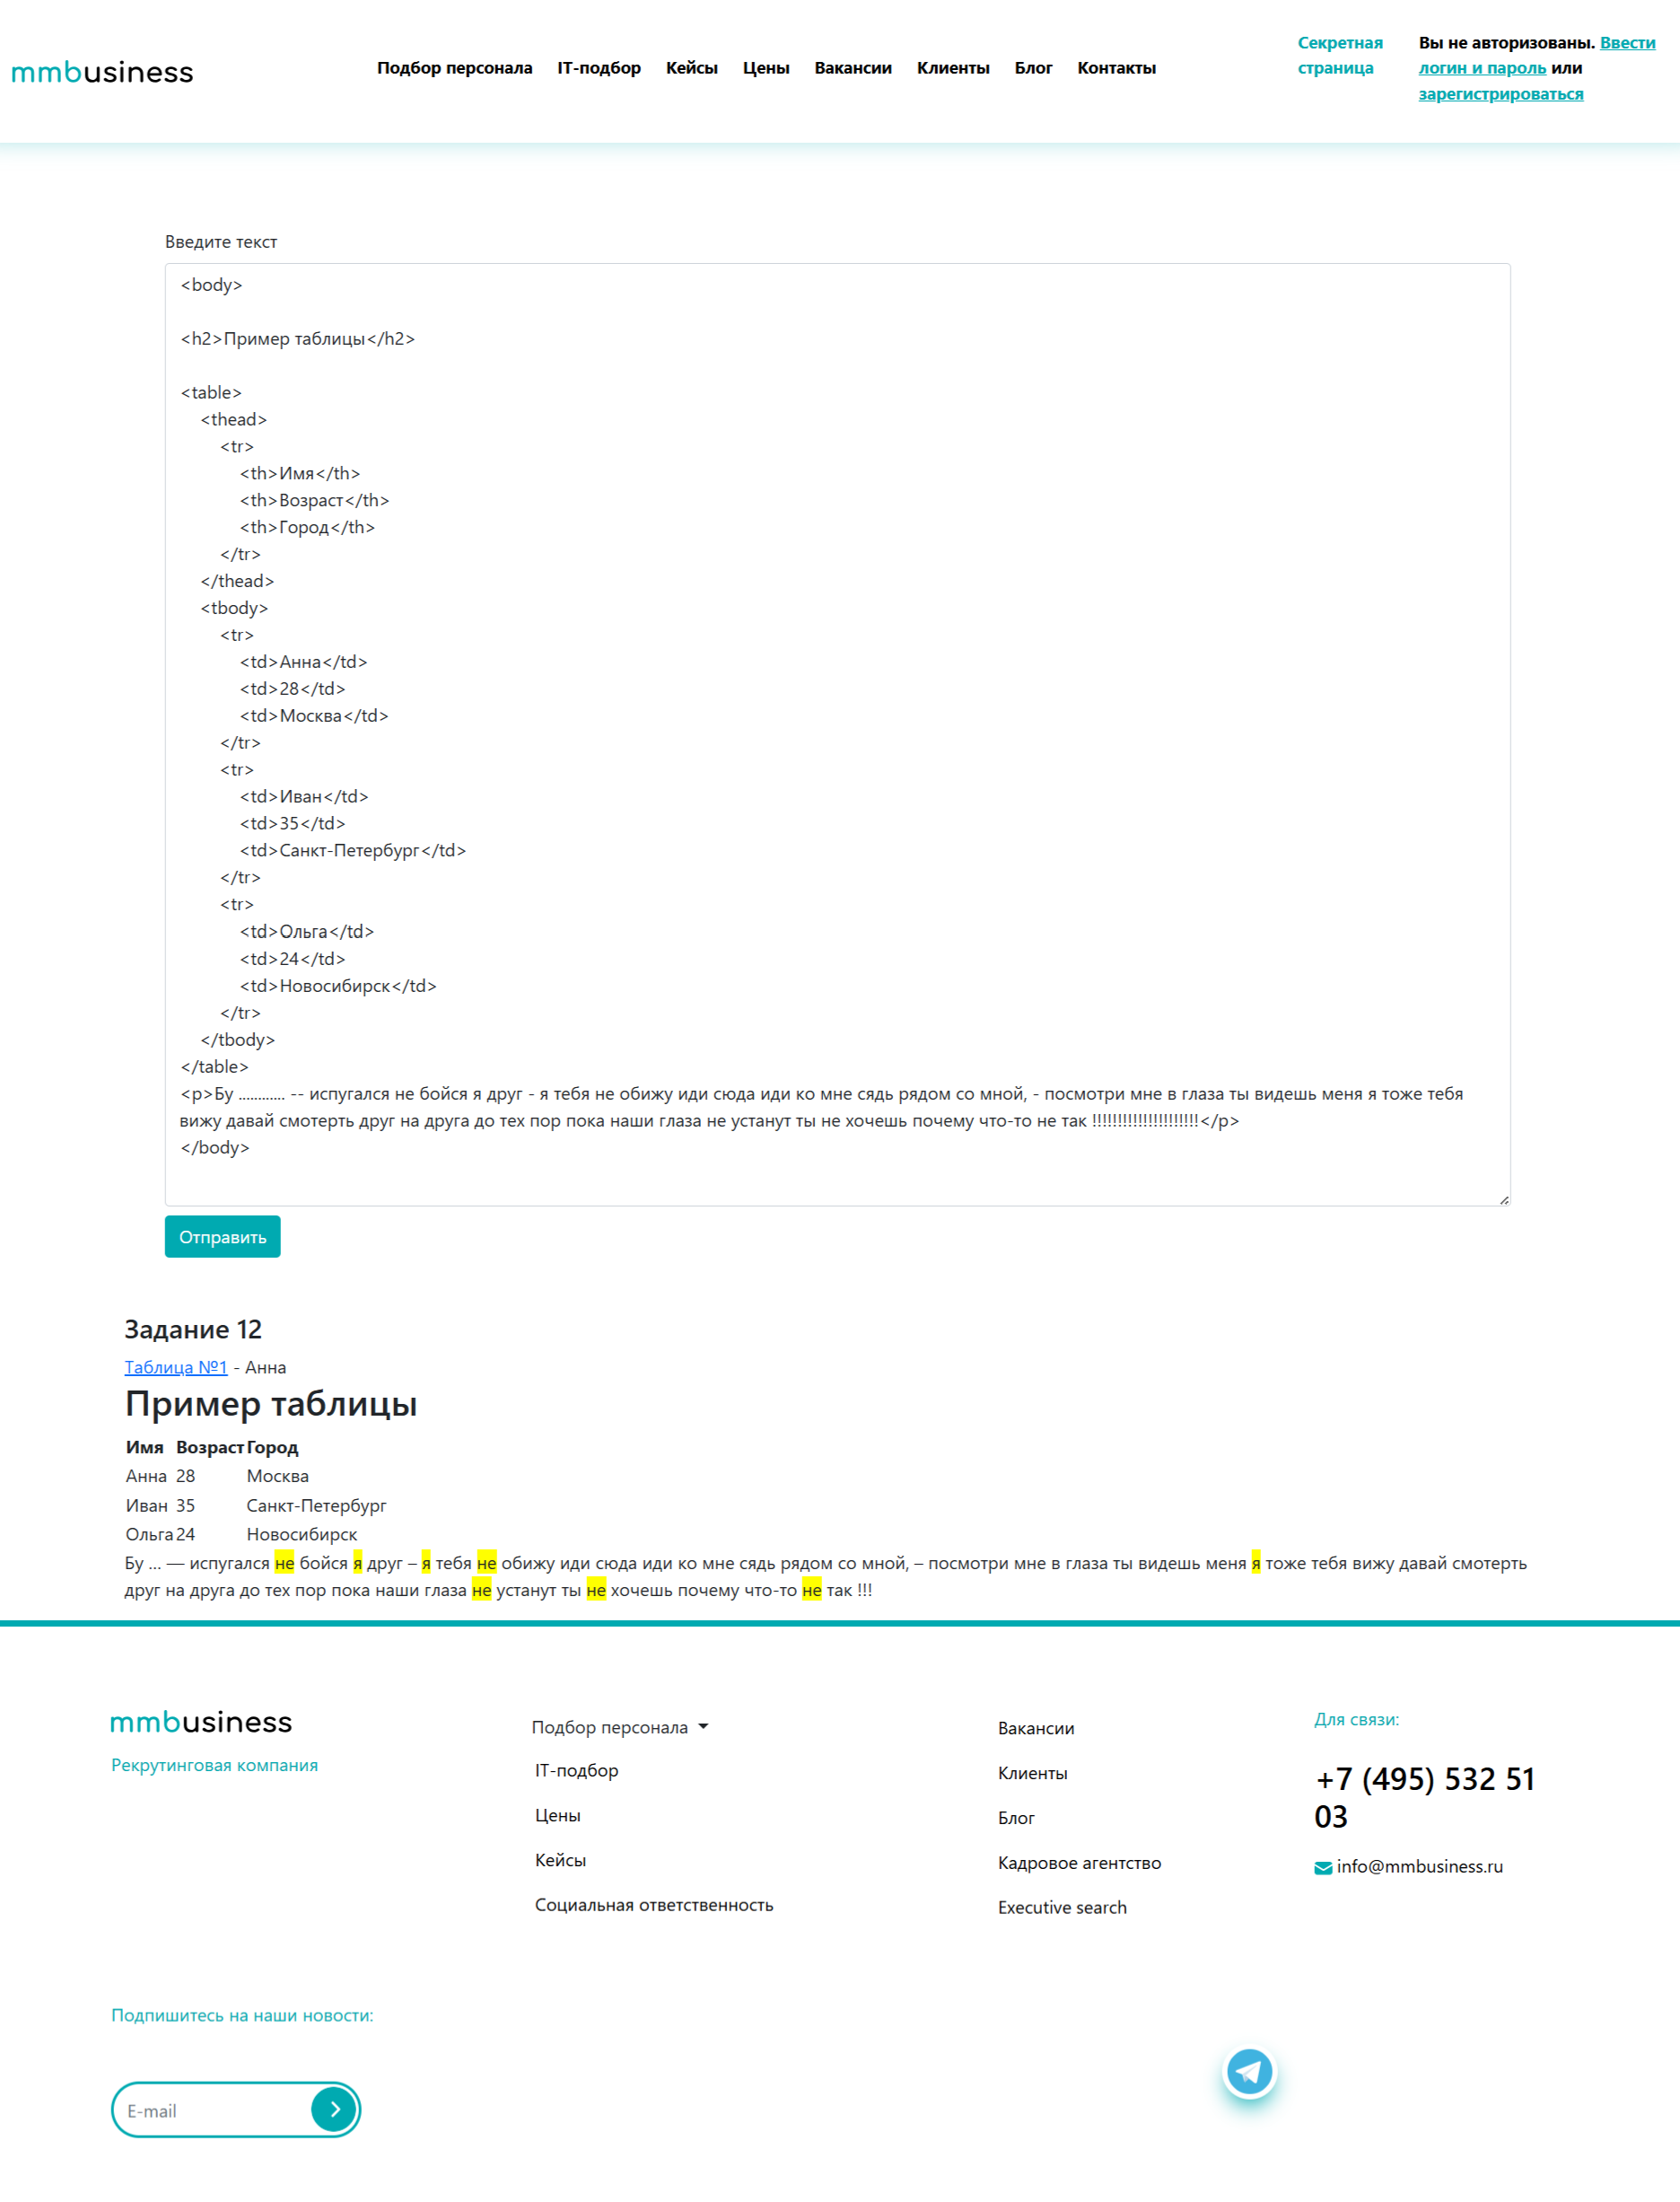 mmbusiness
Подбор персонала IT-подбор Кейсы Цены Вакансии Клиенты Блог Контакты
Секретная
страница
Вы не авторизованы. Ввести
логин и пароль или
зарегистрироваться
Введите текст
<body>
<h2>Пример таблицы</h2>
<table>
<thead>
<tr>
<th>Имя</th>
<th>Возраст</th>
<th>Город</th>
</tr>
</thead>
<tbody>
<tr>
<td>Анна</td>
<td>28</td>
<td>Москва</td>
</tr>
<tr>
<td>Иван</td>
<td>35</td>
<td>Санкт-Петербург</td>
</tr>
<tr>
<td>Ольга</td>
<td>24</td>
<td>Новосибирск</td>
</tr>
</tbody>
</table>
<p>Бу ............ -- испугался не бойся я друг - я тебя не обижу иди сюда иди ко мне сядь рядом со мной, - посмотри мне в глаза ты видешь меня я тоже тебя
вижу давай смотерть друг на друга до тех пор пока наши глаза не устанут ты не хочешь почему что-то не так !!!!!!!!!!!!!!!!!!!!!</p>
</body>
Отправить
Задание 12
Таблица №1 - Анна
Пример таблицы
Имя Возраст Город
Анна 28 Москва
Иван 35 Санкт-Петербург
Ольга 24 Новосибирск
Бу ... — испугался не бойся я друг – я тебя не обижу иди сюда иди ко мне сядь рядом со мной, – посмотри мне в глаза ты видешь меня я тоже тебя вижу давай смотерть
друг на друга до тех пор пока наши глаза не устанут ты не хочешь почему что-то не так !!!
mmbusiness
Рекрутинговая компания
Подбор персонала
IT-подбор
Цены
Кейсы
Социальная ответственность
Вакансии
Клиенты
Блог
Кадровое агентство
Executive search
Для связи:
+7 (495) 532 51
03
info@mmbusiness.ru
Подпишитесь на наши новости:
E-mail